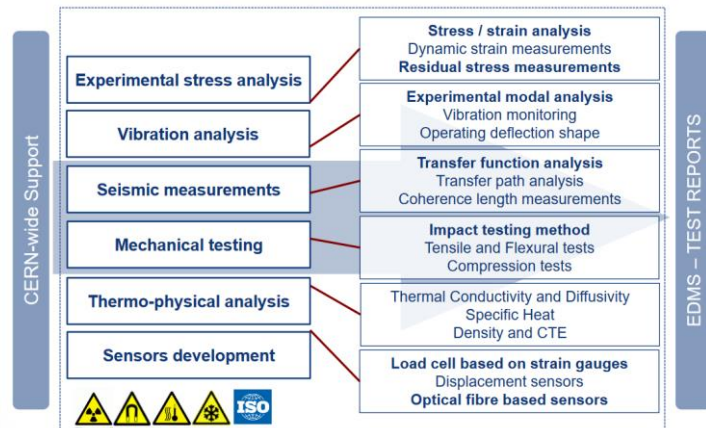 CERN-wide Support
Experimental stress analysis
Vibration analysis
Seismic measurements
Mechanical testing
Thermo-physical analysis
Sensors development
ISO
Stress / strain analysis
Dynamic strain measurements
Residual stress measurements
Experimental modal analysis
Vibration monitoring
Operating deflection shape
Transfer function analysis
Transfer path analysis
Coherence length measurements
Impact testing method
Tensile and Flexural tests
Compression tests
Thermal Conductivity and Diffusivity
Specific Heat
Density and CTE
Load cell based on strain gauges
Displacement sensors
Optical fibre based sensors
EDMS – TEST REPORTS